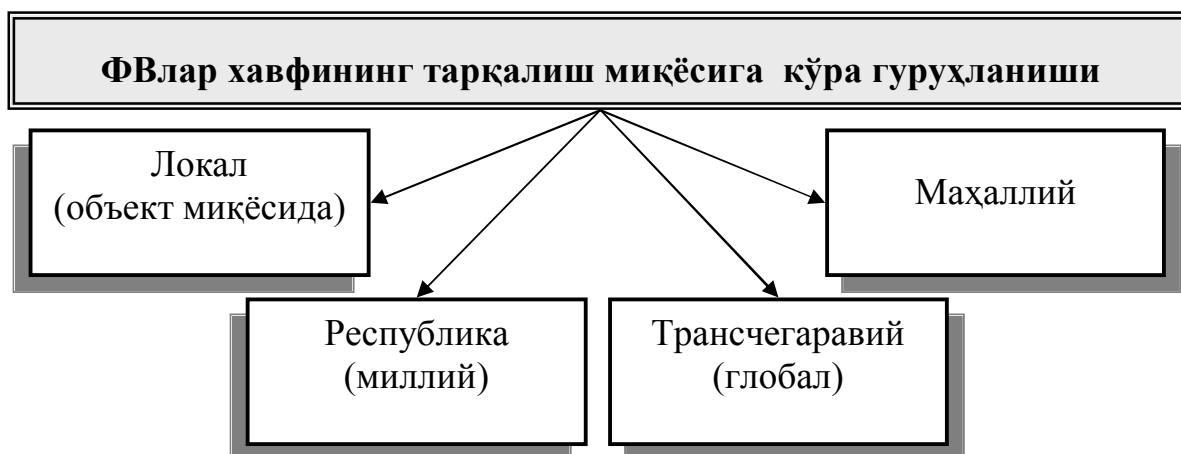 ФВлар хавфининг тарқалиш миқёсига кўра гуруҳланиши
Локал
(объект миқёсида)
Маҳаллий
Республика
(миллий)
Трансчегаравий
(глобал)